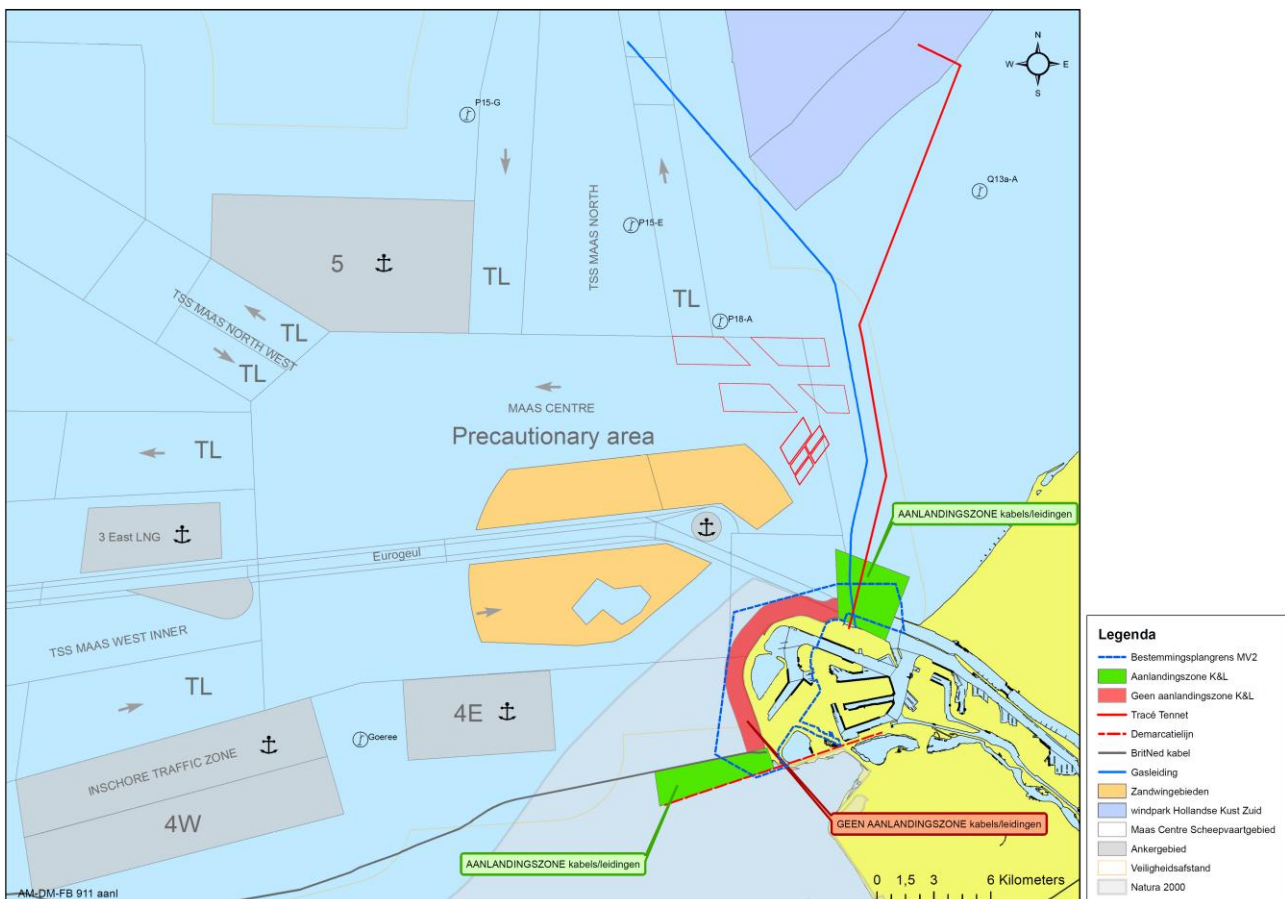 N
W E
S
P15-G
Q13a-A
P15-E
TSS MAAS NORTH
5
TL
TL
P18-A
TSS MAAS NORTH WEST
TL
TL
MAAS CENTRE
Precautionary area
TL
AANLANDINGSZONE kabels/leidingen
3 East LNG
Eurogeul
TSS MAAS WEST INNER
TL
4E
Goeree
INSCHORE TRAFFIC ZONE
4W
GEEN AANLANDINGSZONE kabels/leidingen
AANLANDINGSZONE kabels/leidingen
AM-DM-FB 911 aanl
0 1,5 3 6 Kilometers
Legenda
Bestemmingsplangrens MV2
Aanlandingszone K&L
Geen aanlandingszone K&L
Tracé Tennet
Demarcatielijn
BritNed kabel
Gasleiding
Zandwingebieden
windpark Hollandse Kust Zuid
Maas Centre Scheepvaartgebied
Ankergebied
Veiligheidsafstand
Natura 2000